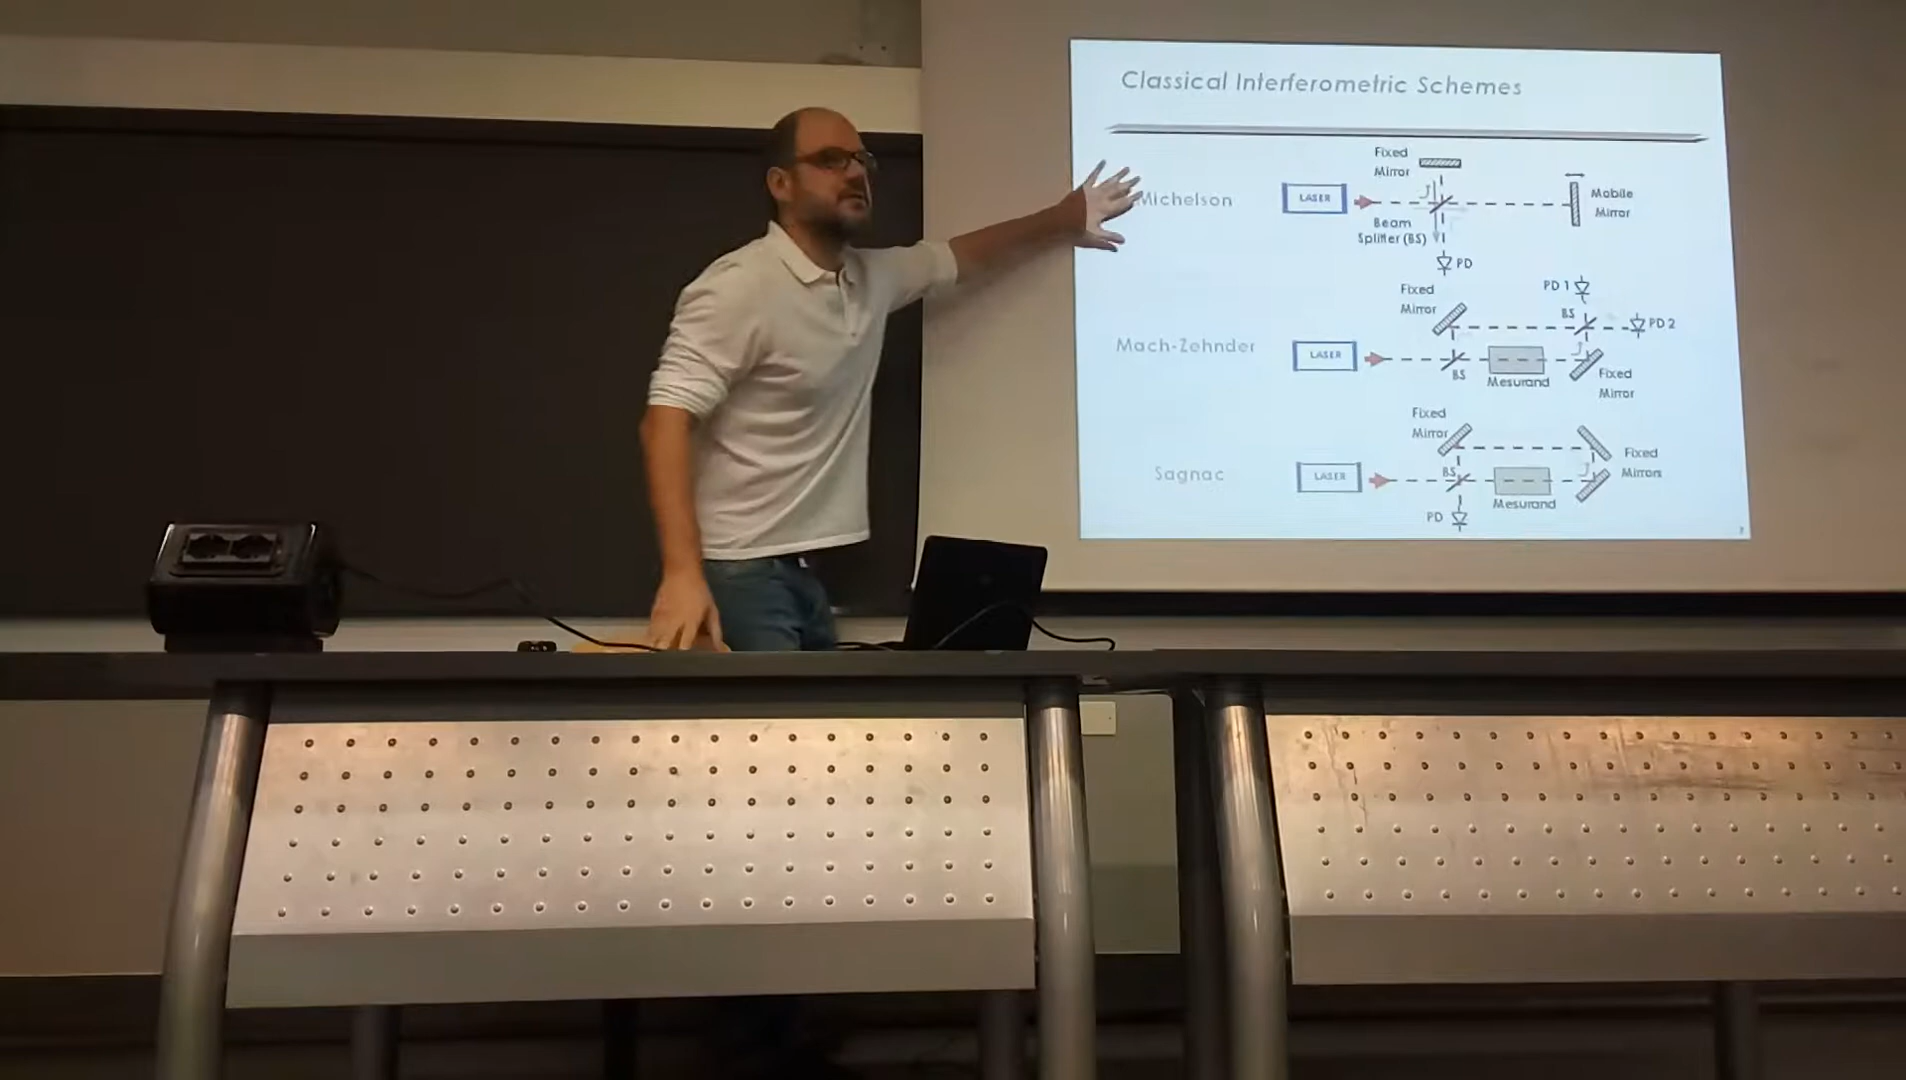 Classical Interferometric Schemes
Michelson
LASER
Fixed
Mirror
Beam
Splitter (BS)
PD
Mobile
Mirror
Mach-Zehnder
LASER
Fixed
Mirror
BS
Mesurand
PD 1
BS
PD 2
Fixed
Mirror
Sagnac
LASER
Fixed
Mirror
BS
PD
Mesurand
Fixed
Mirrors
7